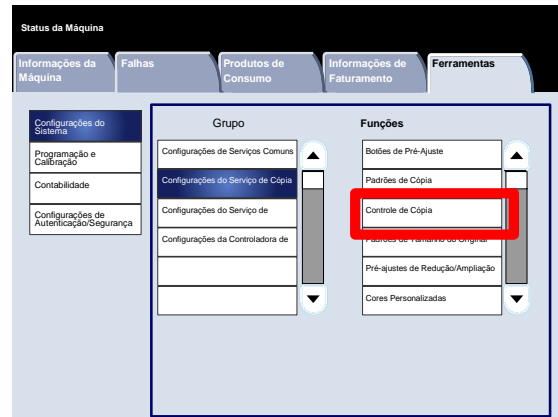 Status da Máquina
Informações da
Máquina
Falhas
Produtos de
Consumo
Informações de
Faturamento
Ferramentas
Configurações do
Sistema
Programação e
Calibração
Contabilidade
Configurações de
Autenticação/Segurança
Grupo
Configurações de Serviços Comuns
Configurações do Serviço de Cópia
Configurações do Serviço de
Configurações da Controladora de
Funções
Botões de Pré-Ajuste
Padrões de Cópia
Controle de Cópia
Padrões de Tamanho do Original
Pré-ajustes de Redução/Ampliação
Cores Personalizadas